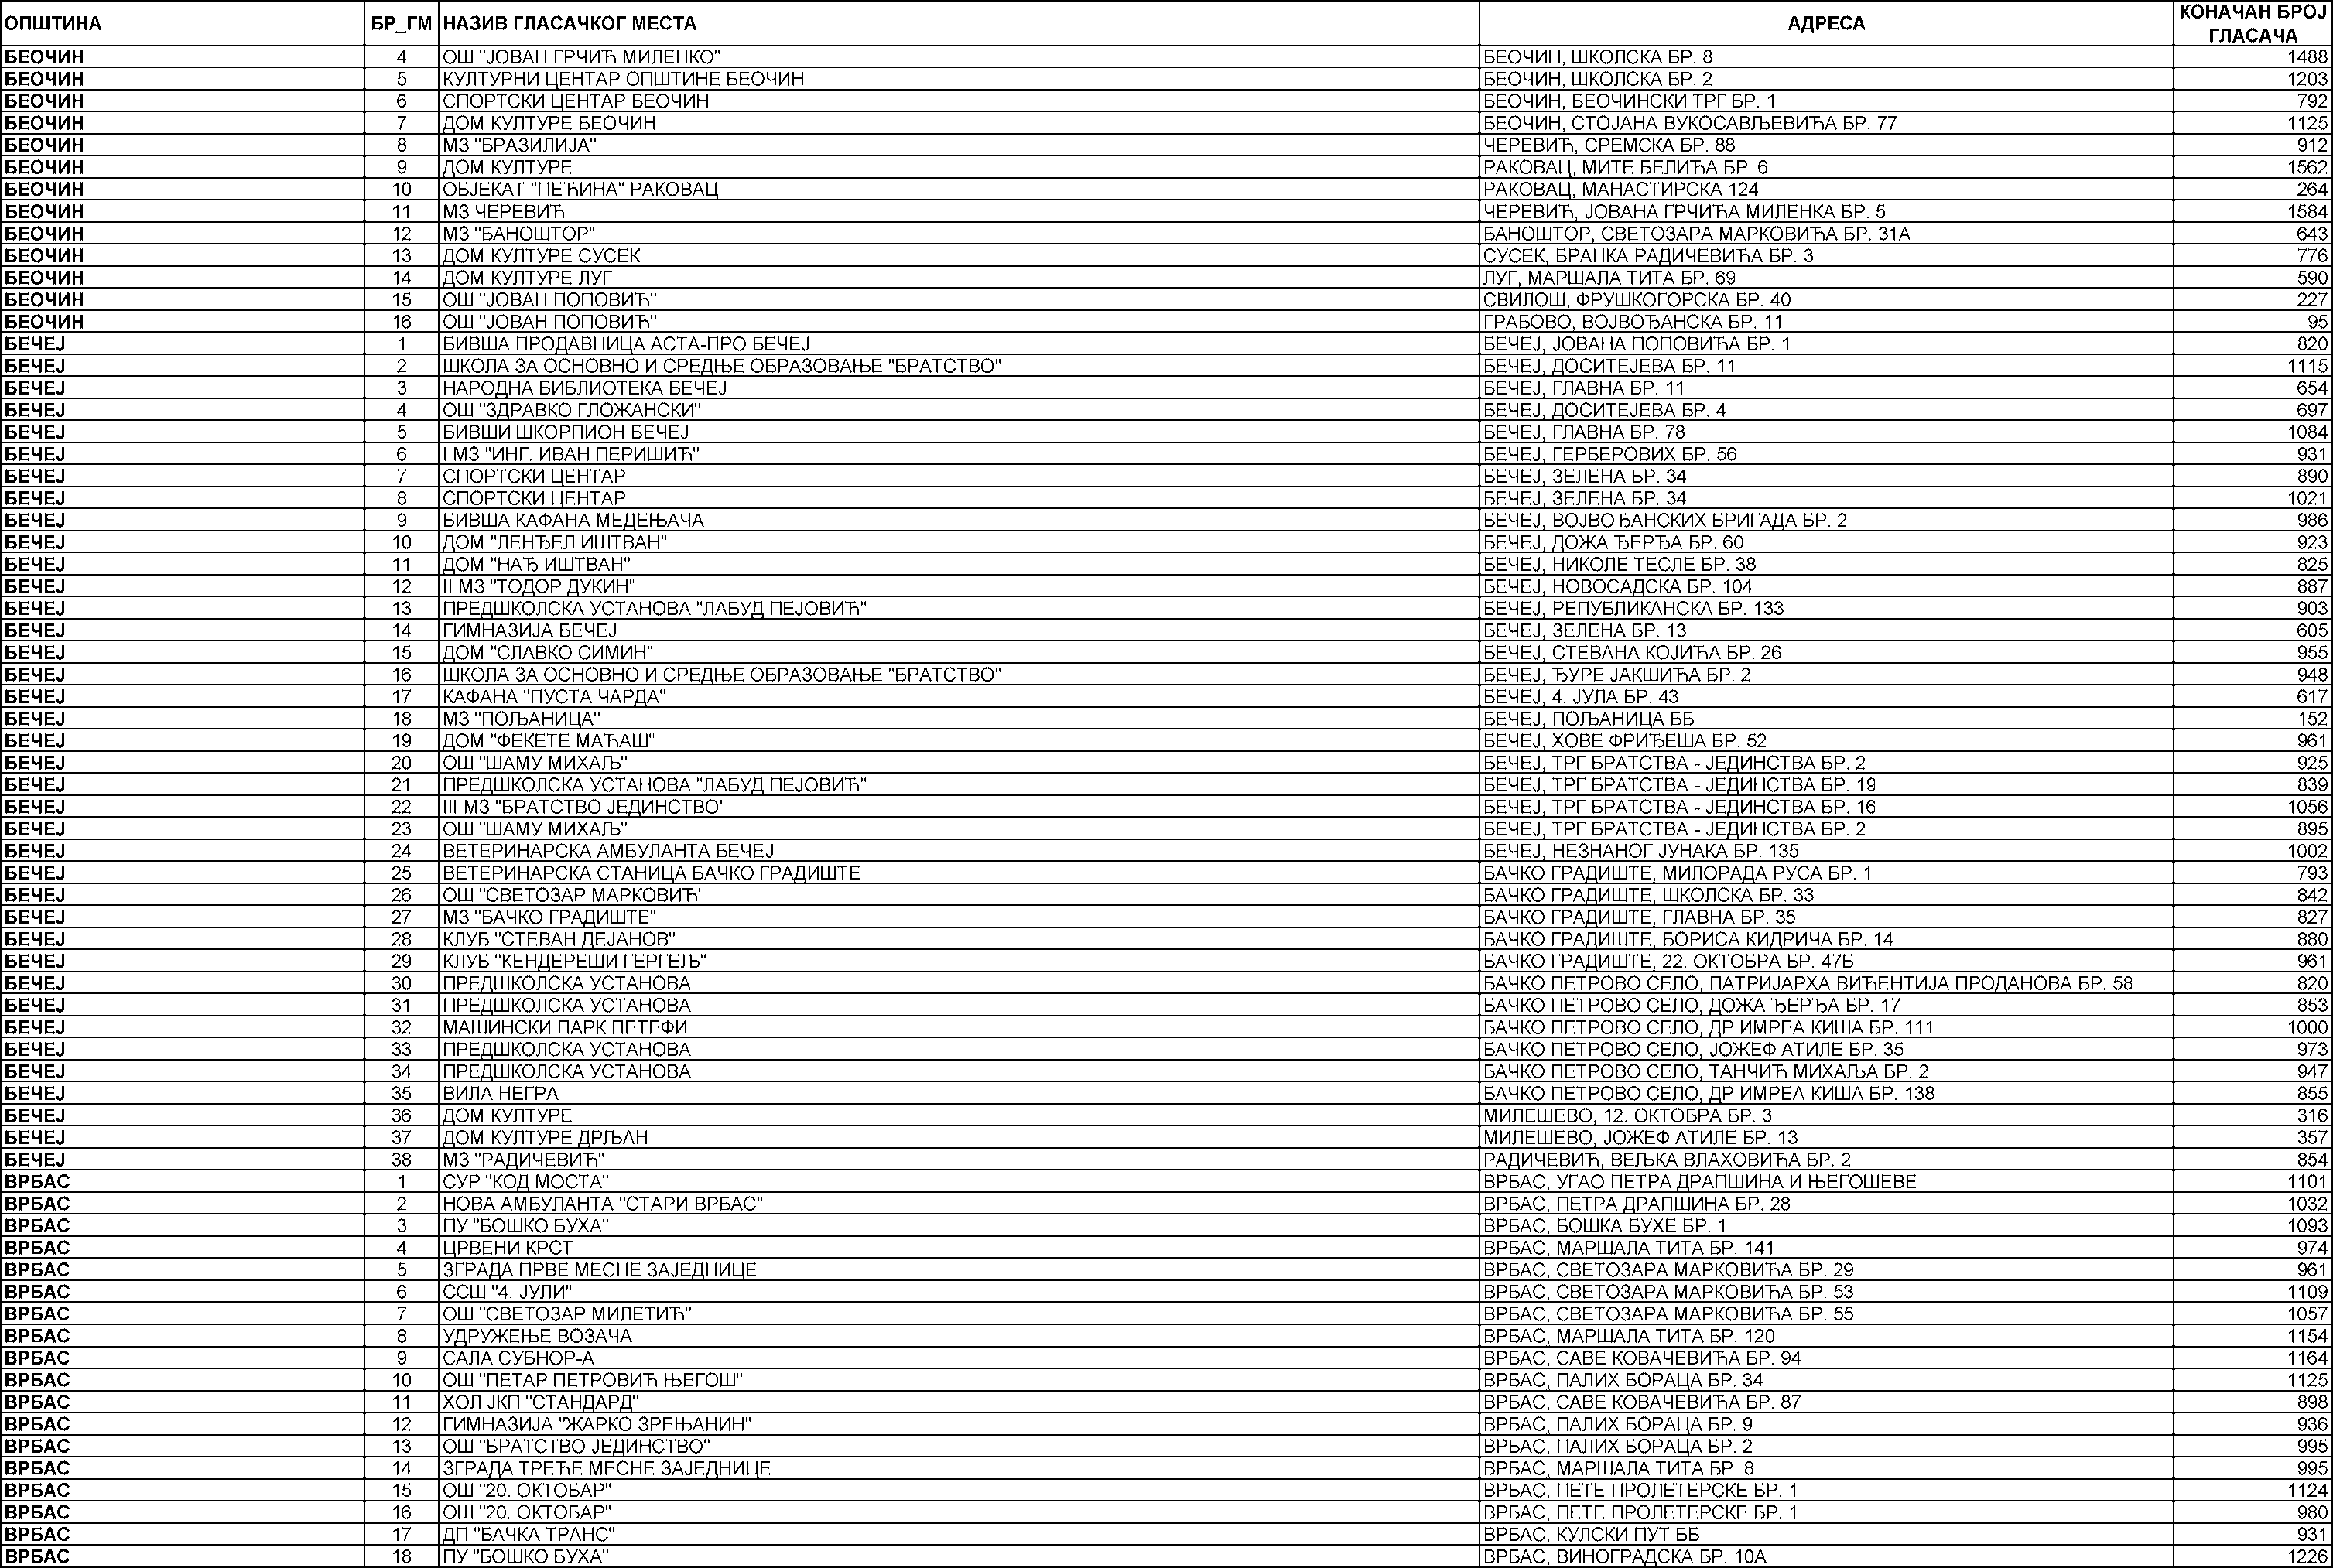 ОПШТИНА БР_ГМ НАЗИВ ГЛАСАЧКОГ МЕСТА АДРЕСА КОНАЧАН БРОЈ ГЛАСАЧА
БЕОЧИН 4 ОШ "ЈОВАН ГРЧИЋ МИЛЕНКО" БЕОЧИН, ШКОЛСКА БР. 8 1488
БЕОЧИН 5 КУЛТУРНИ ЦЕНТАР ОПШТИНЕ БЕОЧИН БЕОЧИН, ШКОЛСКА БР. 2 1203
БЕОЧИН 6 СПОРТСКИ ЦЕНТАР БЕОЧИН БЕОЧИН, БЕОЧИНСКИ ТРГ БР. 1 792
БЕОЧИН 7 ДОМ КУЛТУРЕ БЕОЧИН БЕОЧИН, СТОЈАНА ВУКОСАВЉЕВИЋА БР. 77 1125
БЕОЧИН 8 МЗ "БРАЗИЛИЈА" ЧЕРЕВИЋ, СРЕМСКА БР. 88 912
БЕОЧИН 9 ДОМ КУЛТУРЕ РАКОВАЦ, МИТЕ БЕЛИЋА БР. 6 1562
БЕОЧИН 10 ОБЈЕКАТ "ПЕЋИНА" РАКОВАЦ РАКОВАЦ, МАНАСТИРСКА 124 264
БЕОЧИН 11 МЗ ЧЕРЕВИЋ ЧЕРЕВИЋ, ЈОВАНА ГРЧИЋА МИЛЕНКА БР. 5 1584
БЕОЧИН 12 МЗ "БАНОШТОР" БАНОШТОР, СВЕТОЗАРА МАРКОВИЋА БР. 31А 643
БЕОЧИН 13 ДОМ КУЛТУРЕ СУСЕК СУСЕК, БРАНКА РАДИЧЕВИЋА БР. 3 776
БЕОЧИН 14 ДОМ КУЛТУРЕ ЛУГ ЛУГ, МАРШАЛА ТИТА БР. 69 590
БЕОЧИН 15 ОШ "ЈОВАН ПОПОВИЋ" СВИЛОШ, ФРУШКОГОРСКА БР. 40 227
БЕОЧИН 16 ОШ "ЈОВАН ПОПОВИЋ" ГРАБОВО, ВОЈВОЂАНСКА БР. 11 95
БЕЧЕЈ 1 БИВША ПРОДАВНИЦА АСТА-ПРО БЕЧЕЈ БЕЧЕЈ, ЈОВАНА ПОПОВИЋА БР. 1 820
БЕЧЕЈ 2 ШКОЛА ЗА ОСНОВНО И СРЕДЊЕ ОБРАЗОВАЊЕ "БРАТСТВО" БЕЧЕЈ, ДОСИТЕЈЕВА БР. 11 1115
БЕЧЕЈ 3 НАРОДНА БИБЛИОТЕКА БЕЧЕЈ БЕЧЕЈ, ГЛАВНА БР. 11 654
БЕЧЕЈ 4 ОШ "ЗДРАВКО ГЛОЖАНСКИ" БЕЧЕЈ, ДОСИТЕЈЕВА БР. 4 697
БЕЧЕЈ 5 БИВШИ ШКОРПИОН БЕЧЕЈ БЕЧЕЈ, ГЛАВНА БР. 78 1084
БЕЧЕЈ 6 I МЗ "ИНГ. ИВАН ПЕРИШИЋ" БЕЧЕЈ, ГЕРБЕРОВИХ БР. 56 931
БЕЧЕЈ 7 СПОРТСКИ ЦЕНТАР БЕЧЕЈ, ЗЕЛЕНА БР. 34 890
БЕЧЕЈ 8 СПОРТСКИ ЦЕНТАР БЕЧЕЈ, ЗЕЛЕНА БР. 34 1021
БЕЧЕЈ 9 БИВША КАФАНА МЕДЕЊАЧА БЕЧЕЈ, ВОЈВОЂАНСКИХ БРИГАДА БР. 2 986
БЕЧЕЈ 10 ДОМ "ЛЕНЂЕЛ ИШТВАН" БЕЧЕЈ, ДОЖА ЂЕРЂА БР. 60 923
БЕЧЕЈ 11 ДОМ "НАЂ ИШТВАН" БЕЧЕЈ, НИКОЛЕ ТЕСЛЕ БР. 38 825
БЕЧЕЈ 12 II МЗ "ТОДОР ДУКИН" БЕЧЕЈ, НОВОСАДСКА БР. 104 887
БЕЧЕЈ 13 ПРЕДШКОЛСКА УСТАНОВА "ЛАБУД ПЕЈОВИЋ" БЕЧЕЈ, РЕПУБЛИКАНСКА БР. 133 903
БЕЧЕЈ 14 ГИМНАЗИЈА БЕЧЕЈ БЕЧЕЈ, ЗЕЛЕНА БР. 13 605
БЕЧЕЈ 15 ДОМ "СЛАВКО СИМИН" БЕЧЕЈ, СТЕВАНА КОЈИЋА БР. 26 955
БЕЧЕЈ 16 ШКОЛА ЗА ОСНОВНО И СРЕДЊЕ ОБРАЗОВАЊЕ "БРАТСТВО" БЕЧЕЈ, ЂУРЕ ЈАКШИЋА БР. 2 948
БЕЧЕЈ 17 КАФАНА "ПУСТА ЧАРДА" БЕЧЕЈ, 4. ЈУЛА БР. 43 617
БЕЧЕЈ 18 МЗ "ПОЉАНИЦА" БЕЧЕЈ, ПОЉАНИЦА ББ 152
БЕЧЕЈ 19 ДОМ "ФЕКЕТЕ МАЋАШ" БЕЧЕЈ, ХОВЕ ФРИЂЕША БР. 52 961
БЕЧЕЈ 20 ОШ "ШАМУ МИХАЉ" БЕЧЕЈ, ТРГ БРАТСТВА - ЈЕДИНСТВА БР. 2 925
БЕЧЕЈ 21 ПРЕДШКОЛСКА УСТАНОВА "ЛАБУД ПЕЈОВИЋ" БЕЧЕЈ, ТРГ БРАТСТВА - ЈЕДИНСТВА БР. 19 839
БЕЧЕЈ 22 III МЗ "БРАТСТВО ЈЕДИНСТВО' БЕЧЕЈ, ТРГ БРАТСТВА - ЈЕДИНСТВА БР. 16 1056
БЕЧЕЈ 23 ОШ "ШАМУ МИХАЉ" БЕЧЕЈ, ТРГ БРАТСТВА - ЈЕДИНСТВА БР. 2 895
БЕЧЕЈ 24 ВЕТЕРИНАРСКА АМБУЛАНТА БЕЧЕЈ БЕЧЕЈ, НЕЗНАНОГ ЈУНАКА БР. 135 1002
БЕЧЕЈ 25 ВЕТЕРИНАРСКА СТАНИЦА БАЧКО ГРАДИШТЕ БАЧКО ГРАДИШТЕ, МИЛОРАДА РУСА БР. 1 793
БЕЧЕЈ 26 ОШ "СВЕТОЗАР МАРКОВИЋ" БАЧКО ГРАДИШТЕ, ШКОЛСКА БР. 33 842
БЕЧЕЈ 27 МЗ "БАЧКО ГРАДИШТЕ" БАЧКО ГРАДИШТЕ, ГЛАВНА БР. 35 827
БЕЧЕЈ 28 КЛУБ "СТЕВАН ДЕЈАНОВ" БАЧКО ГРАДИШТЕ, БОРИСА КИДРИЧА БР. 14 880
БЕЧЕЈ 29 КЛУБ "КЕНДЕРЕШИ ГЕРГЕЉ" БАЧКО ГРАДИШТЕ, 22. ОКТОБРА БР. 47Б 961
БЕЧЕЈ 30 ПРЕДШКОЛСКА УСТАНОВА БАЧКО ПЕТРОВО СЕЛО, ПАТРИЈАРХА ВИЋЕНТИЈА ПРОДАНОВА БР. 58 820
БЕЧЕЈ 31 ПРЕДШКОЛСКА УСТАНОВА БАЧКО ПЕТРОВО СЕЛО, ДОЖА ЂЕРЂА БР. 17 853
БЕЧЕЈ 32 МАШИНСКИ ПАРК ПЕТЕФИ БАЧКО ПЕТРОВО СЕЛО, ДР ИМРЕА КИША БР. 111 1000
БЕЧЕЈ 33 ПРЕДШКОЛСКА УСТАНОВА БАЧКО ПЕТРОВО СЕЛО, ЈОЖЕФ АТИЛЕ БР. 35 973
БЕЧЕЈ 34 ПРЕДШКОЛСКА УСТАНОВА БАЧКО ПЕТРОВО СЕЛО, ТАНЧИЋ МИХАЉА БР. 2 947
БЕЧЕЈ 35 ВИЛА НЕГРА БАЧКО ПЕТРОВО СЕЛО, ДР ИМРЕА КИША БР. 138 855
БЕЧЕЈ 36 ДОМ КУЛТУРЕ МИЛЕШЕВО, 12. ОКТОБРА БР. 3 316
БЕЧЕЈ 37 ДОМ КУЛТУРЕ ДРЉАН МИЛЕШЕВО, ЈОЖЕФ АТИЛЕ БР. 13 357
БЕЧЕЈ 38 МЗ "РАДИЧЕВИЋ" РАДИЧЕВИЋ, ВЕЉКА ВЛАХОВИЋА БР. 2 854
ВРБАС 1 СУР "КОД МОСТА" ВРБАС, УГАО ПЕТРА ДРАПШИНА И ЊЕГОШЕВЕ 1101
ВРБАС 2 НОВА АМБУЛАНТА "СТАРИ ВРБАС" ВРБАС, ПЕТРА ДРАПШИНА БР. 28 1032
ВРБАС 3 ПУ "БОШКО БУХА" ВРБАС, БОШКА БУХЕ БР. 1 1093
ВРБАС 4 ЦРВЕНИ КРСТ ВРБАС, МАРШАЛА ТИТА БР. 141 974
ВРБАС 5 ЗГРАДА ПРВЕ МЕСНЕ ЗАЈЕДНИЦЕ ВРБАС, СВЕТОЗАРА МАРКОВИЋА БР. 29 961
ВРБАС 6 ССШ "4. ЈУЛИ" ВРБАС, СВЕТОЗАРА МАРКОВИЋА БР. 53 1109
ВРБАС 7 ОШ "СВЕТОЗАР МИЛЕТИЋ" ВРБАС, СВЕТОЗАРА МАРКОВИЋА БР. 55 1057
ВРБАС 8 УДРУЖЕЊЕ ВОЗАЧА ВРБАС, МАРШАЛА ТИТА БР. 120 1154
ВРБАС 9 САЛА СУБНОР-А ВРБАС, САВЕ КОВАЧЕВИЋА БР. 94 1164
ВРБАС 10 ОШ "ПЕТАР ПЕТРОВИЋ ЊЕГОШ" ВРБАС, ПАЛИХ БОРАЦА БР. 34 1125
ВРБАС 11 ХОЛ ЈКП "СТАНДАРД" ВРБАС, САВЕ КОВАЧЕВИЋА БР. 87 898
ВРБАС 12 ГИМНАЗИЈА "ЖАРКО ЗРЕЊАНИН" ВРБАС, ПАЛИХ БОРАЦА БР. 9 936
ВРБАС 13 ОШ "БРАТСТВО ЈЕДИНСТВО" ВРБАС, ПАЛИХ БОРАЦА БР. 2 995
ВРБАС 14 ЗГРАДА ТРЕЋЕ МЕСНЕ ЗАЈЕДНИЦЕ ВРБАС, МАРШАЛА ТИТА БР. 8 995
ВРБАС 15 ОШ "20. ОКТОБАР" ВРБАС, ПЕТЕ ПРОЛЕТЕРСКЕ БР. 1 1124
ВРБАС 16 ОШ "20. ОКТОБАР" ВРБАС, ПЕТЕ ПРОЛЕТЕРСКЕ БР. 1 980
ВРБАС 17 ДП "БАЧКА ТРАНС" ВРБАС, КУЛСКИ ПУТ ББ 931
ВРБАС 18 ПУ "БОШКО БУХА" ВРБАС, ВИНОГРАДСКА БР. 10А 1226